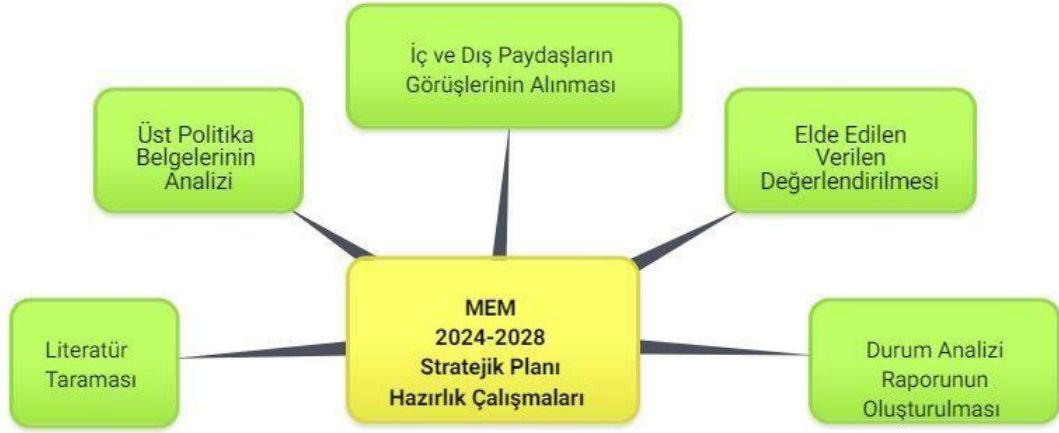 İç ve Dış Paydaşların
Görüşlerinin Alınması
Üst Politika
Belgelerinin
Analizi
Elde Edilen
Verilen
Değerlendirilmesi
MEM
2024-2028
Stratejik Planı
Hazırlık Çalışmaları
Literatür
Taraması
Durum Analizi
Raporunun
Oluşturulması